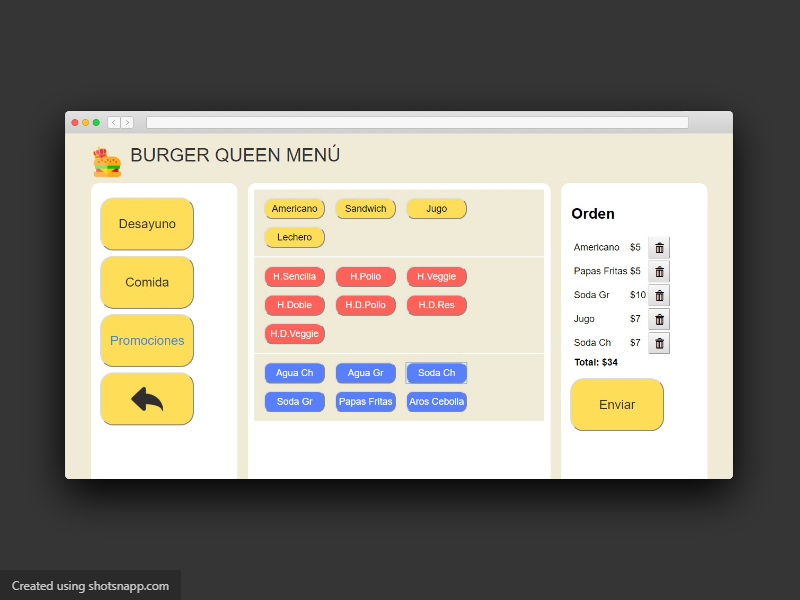 BURGER QUEEN MENÚ
Desayuno
Comida
Promociones
Americano Sandwich Jugo
Lechero
H.Sencilla H.Pollo H.Veggie
H.Doble H.D.Pollo H.D.Res
H.D.Veggie
Agua Ch Agua Gr Soda Ch
Soda Gr Papas Fritas Aros Cebolla
Orden
Americano $5
Papas Fritas $5
Soda Gr $10
Jugo $7
Soda Ch $7
Total: $34
Enviar
Created using shotsnapp.com